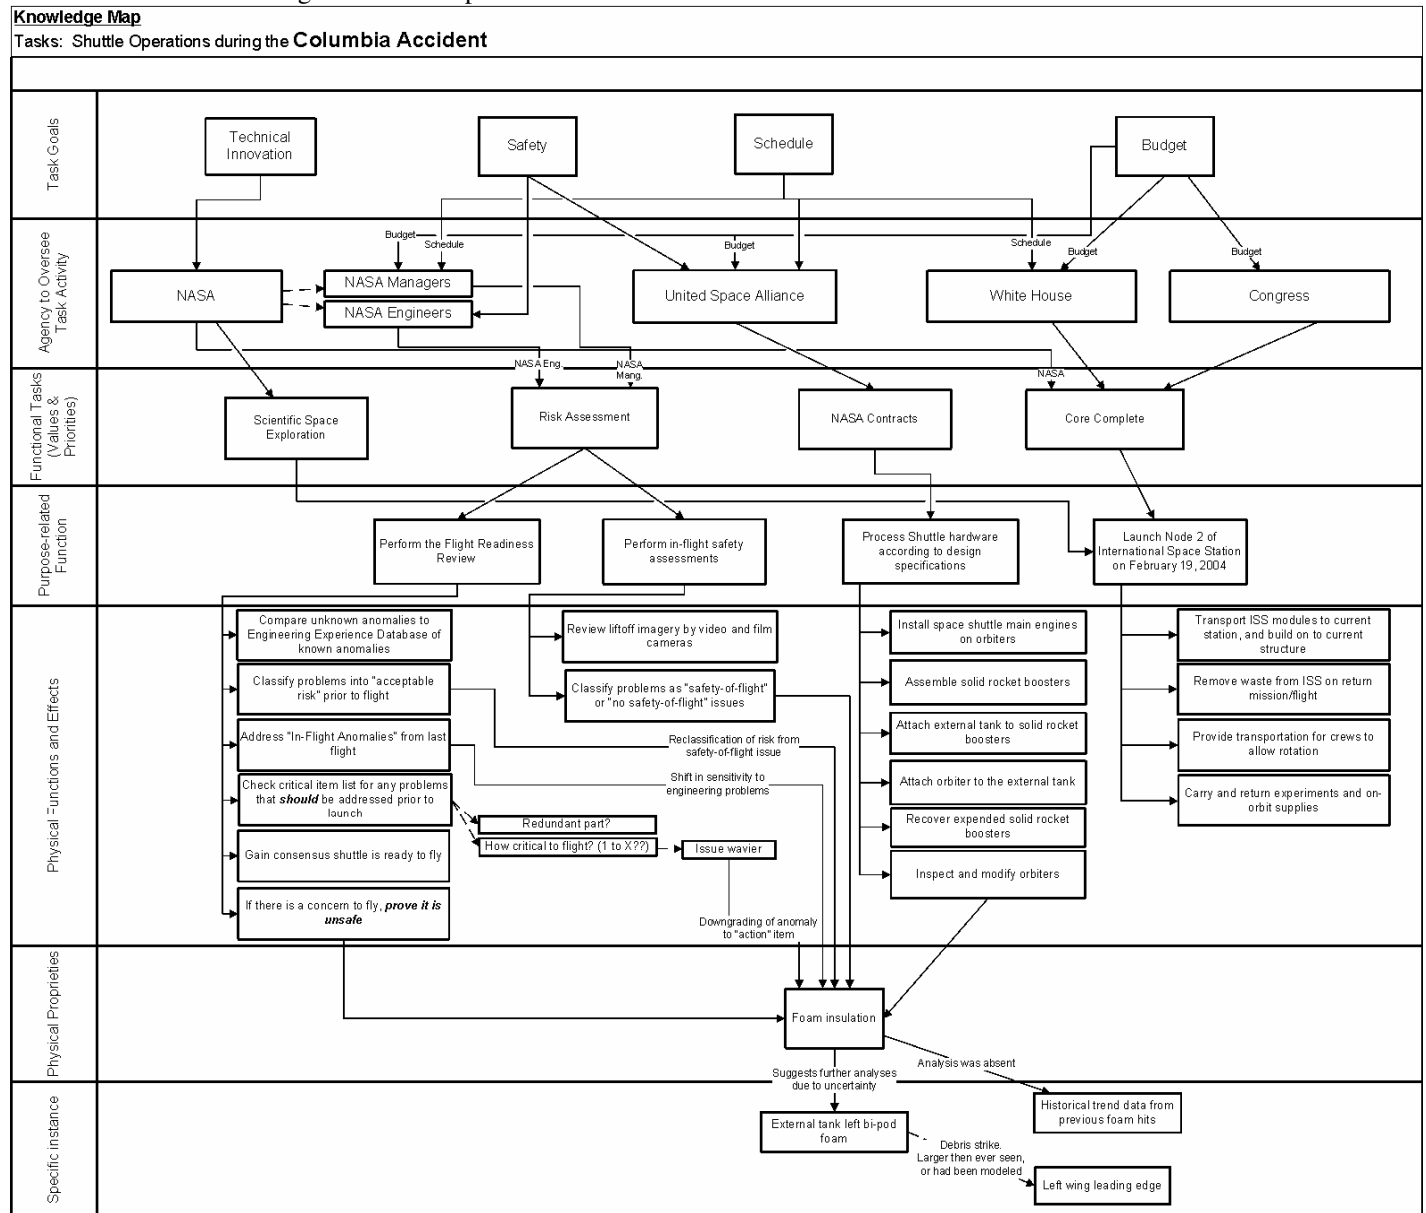 Knowledge Map
Tasks: Shuttle Operations during the Columbia Accident
Task Goals
Technical
Innovation
Safety
Schedule
Budget
Agency to Oversee
Task Activity
Budget
Schedule
Budget
Schedule
Budget
Budget
NASA
NASA Managers
NASA Engineers
United Space Alliance
White House
Congress
NASA Eng.
NASA
Mang.
NASA
Functional Tasks
(Values &
Priorities)
Scientific Space
Exploration
Risk Assessment
NASA Contracts
Core Complete
Purpose-related
Function
Perform the Flight Readiness
Review
Perform in-flight safety
assessments
Process Shuttle hardware
according to design
specifications
Launch Node 2 of
International Space Station
on February 19, 2004
Physical Functions and Effects
Compare unknown anomalies to
Engineering Experience Database of
known anomalies
Classify problems into "acceptable
risk" prior to flight
Address "In-Flight Anomalies" from last
flight
Check critical item list for any problems
that should be addressed prior to
launch
Gain consensus shuttle is ready to fly
If there is a concern to fly, prove it is
unsafe
Review liftoff imagery by video and film
cameras
Classify problems as "safety-of-flight"
or "no safety-of-flight" issues
Reclassification of risk from
safety-of-flight issue
Shift in sensitivity to
engineering problems
Redundant part?
How critical to flight? (1 to X??)
Issue wavier
Downgrading of anomaly
to "action" item
Install space shuttle main engines
on orbiters
Assemble solid rocket boosters
Attach external tank to solid rocket
boosters
Attach orbiter to the external tank
Recover expended solid rocket
boosters
Inspect and modify orbiters
Transport ISS modules to current
station, and build on to current
structure
Remove waste from ISS on return
mission/flight
Provide transportation for crews to
allow rotation
Carry and return experiments and on-
orbit supplies
Physical Proprieties
Foam insulation
Analysis was absent
Suggests further analyses
due to uncertainty
Specific instance
External tank left bi-pod
foam
Historical trend data from
previous foam hits
Debris strike.
Larger then ever seen,
or had been modeled
Left wing leading edge